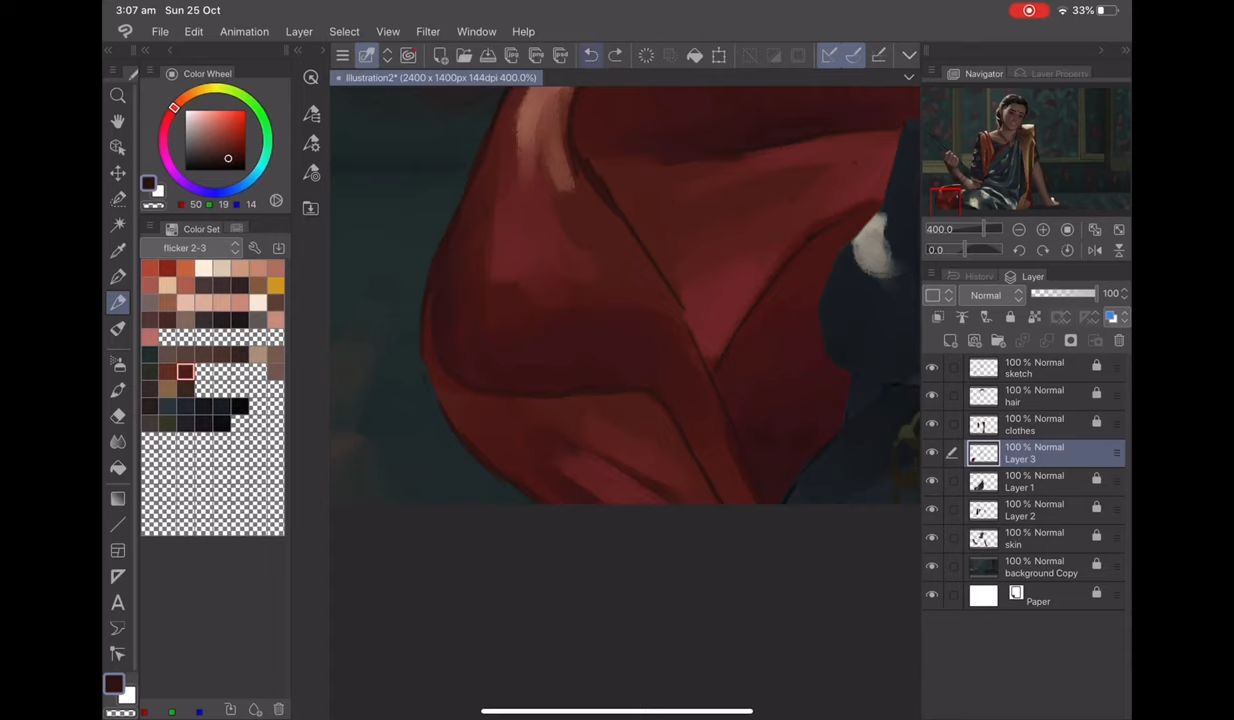 3:07 am Sun 25 Oct
33%
File Edit Animation Layer Select View Filter Window Help
Color Wheel
50 19 14
Color Set
flicker 2-3
Illustration2* (2400 x 1400px 144dpi 400.0%)
Navigator Layer Property
400.0
0.0
History Layer
Normal 100
100 % Normal
sketch
100 % Normal
hair
100 % Normal
clothes
100 % Normal
Layer 3
100 % Normal
Layer 1
100 % Normal
Layer 2
100 % Normal
skin
100 % Normal
background Copy
Paper